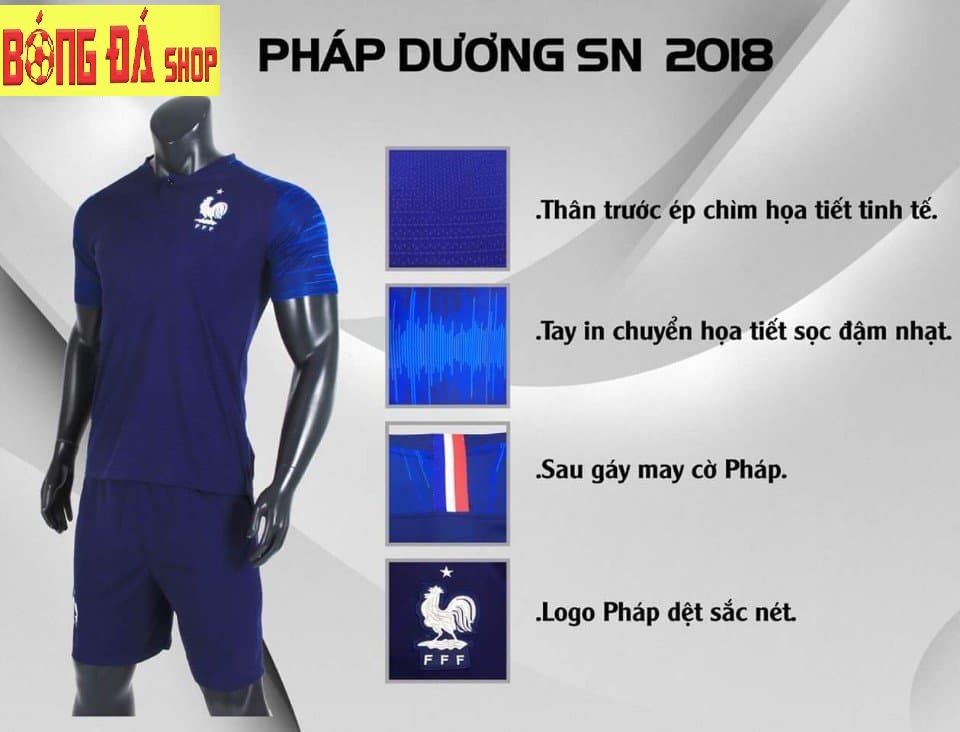 BÓNG ĐÁ SHOP
PHÁP DƯƠNG SN 2018
.Thân trước ép chìm họa tiết tinh tế.
FFF
.Tay in chuyển họa tiết sọc đậm nhạt.
.Sau gáy may cờ Pháp.
.Logo Pháp dệt sắc nét.
FFF